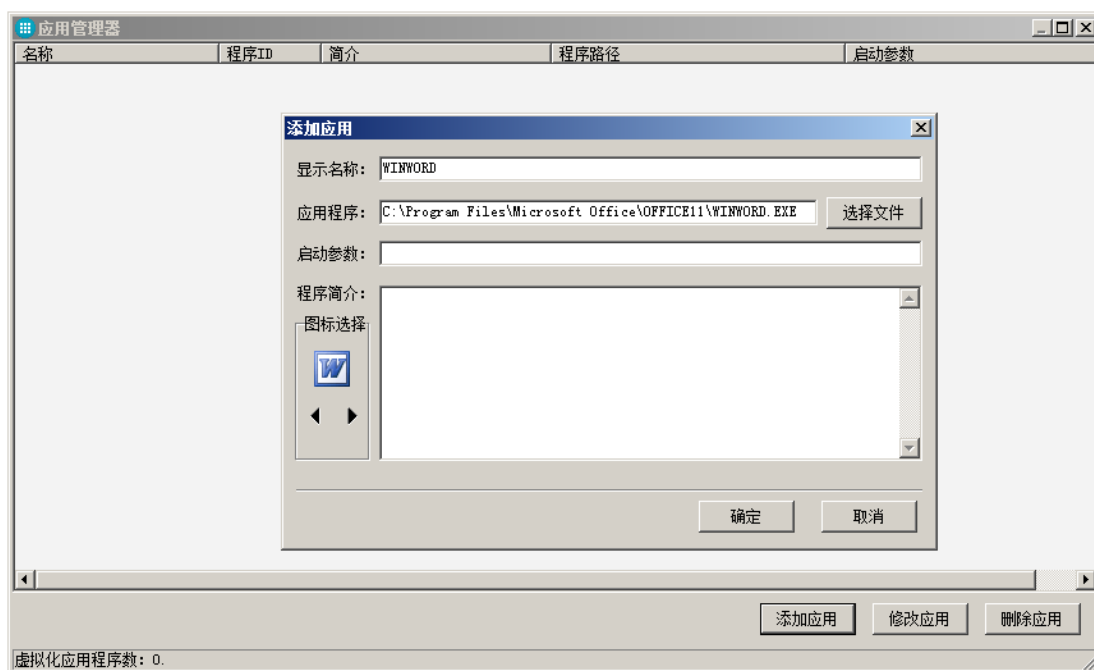 应用管理器
名称 程序ID 简介 程序路径 启动参数
添加应用
显示名称: WINWORD
应用程序: C:\Program Files\Microsoft Office\OFFICE11\WINWORD.EXE 选择文件
启动参数:
程序简介:
图标选择
W
确定 取消
添加应用 修改应用 删除应用
虚拟化应用程序数: 0.